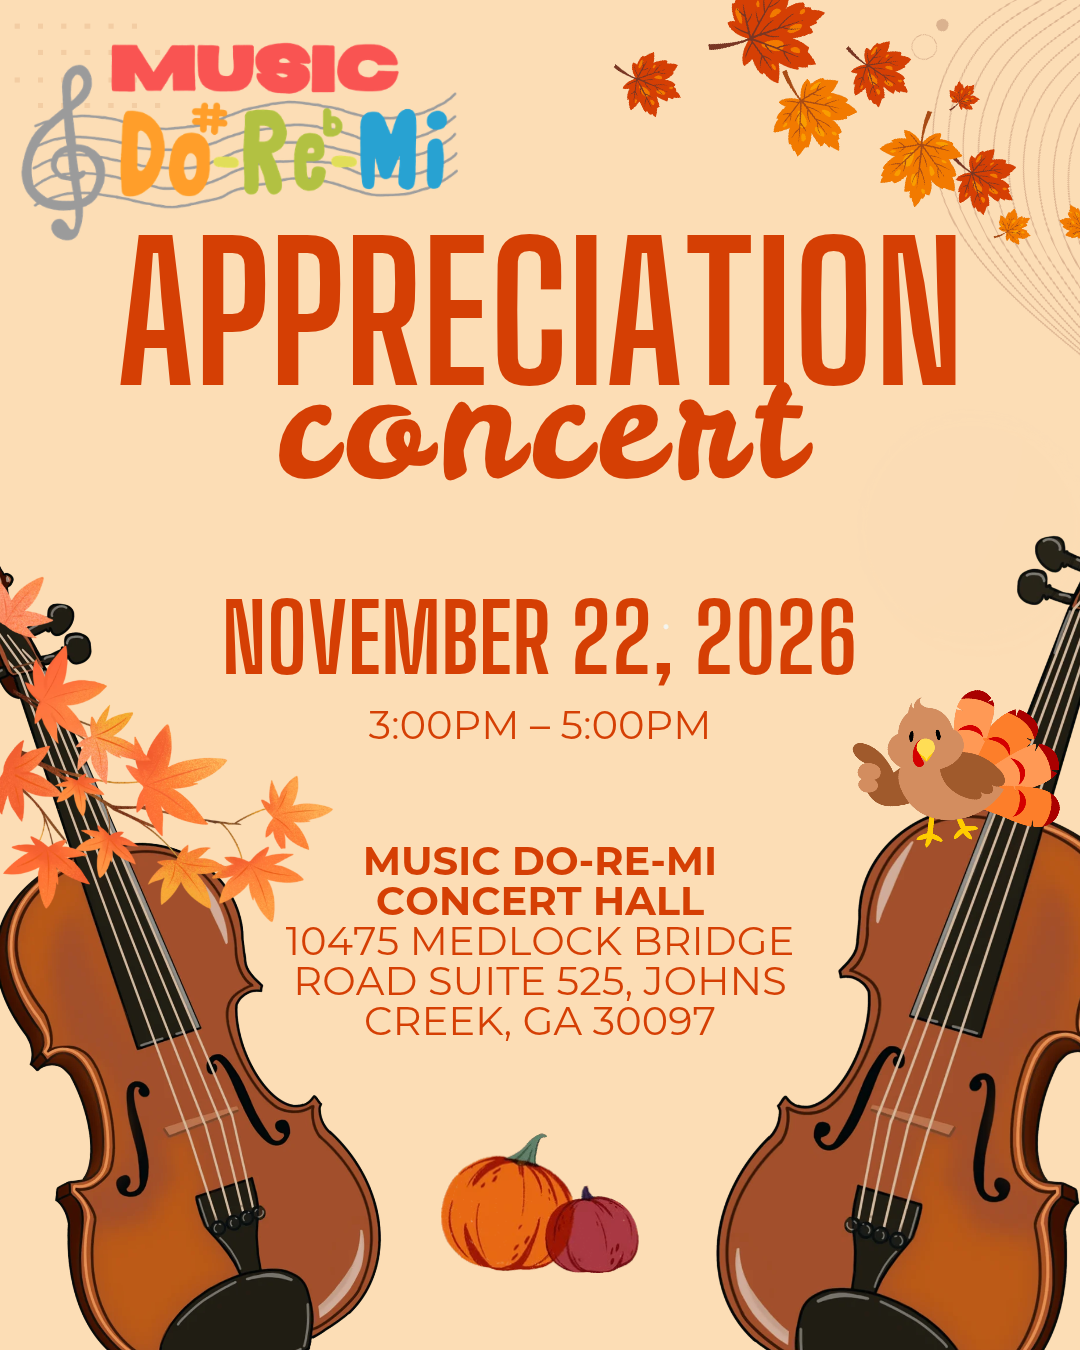 MUSIC
Do#-Re b-Mi
APPRECIATION
concert
NOVEMBER 22, 2026
3:00PM – 5:00PM
MUSIC DO-RE-MI
CONCERT HALL
10475 MEDLOCK BRIDGE
ROAD SUITE 525, JOHNS
CREEK, GA 30097